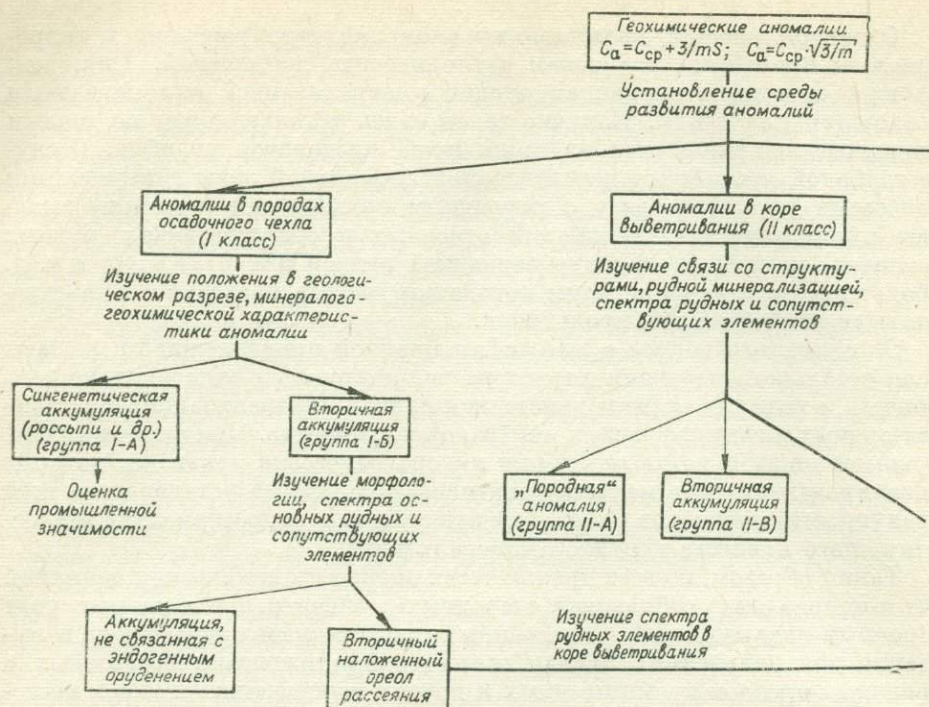 Геохимические аномалии
Cₐ=C_ср+3/mS; Cₐ=C_ср·√3/m
Установление среды
развития аномалий
Аномалии в породах
осадочного чехла
(I класс)
Аномалии в коре
выветривания (II класс)
Изучение положения в геологи-
ческом разрезе, минералого-
геохимической характерис-
тики аномалии
Изучение связи со структу-
рами, рудной минерализацией,
спектра рудных и сопутст-
вующих элементов
Сингенетическая
аккумуляция
(россыпи и др.)
(группа I-А)
Вторичная
аккумуляция
(группа I-Б)
Оценка
промышленной
значимости
Изучение морфоло-
гии, спектра ос-
новных рудных и
сопутствующих
элементов
„Породная“
аномалия
(группа II-А)
Вторичная
аккумуляция
(группа II-В)
Аккумуляция,
не связанная с
эндогенным
оруденением
Вторичный
наложенный
ореол
рассеяния
Изучение спектра
рудных элементов в
коре выветривания